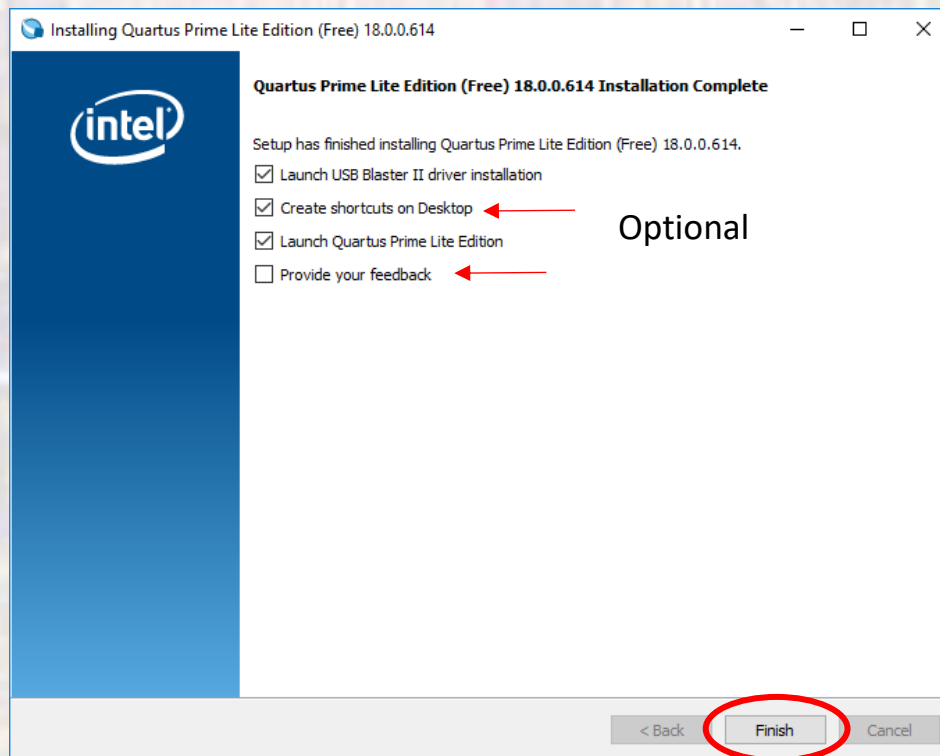 Installing Quartus Prime Lite Edition (Free) 18.0.0.614
intel
Quartus Prime Lite Edition (Free) 18.0.0.614 Installation Complete
Setup has finished installing Quartus Prime Lite Edition (Free) 18.0.0.614.
Launch USB Blaster II driver installation
Create shortcuts on Desktop
Optional
Launch Quartus Prime Lite Edition
Provide your feedback
< Back Finish Cancel